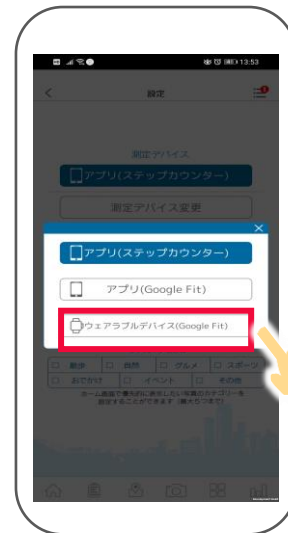 13:53
設定
測定デバイス
アプリ(ステップカウンター)
測定デバイス変更
×
アプリ(ステップカウンター)
アプリ(Google Fit)
ウェアラブルデバイス(Google Fit)
散歩 自然 グルメ スポーツ
おでかけ イベント その他
ホーム画面で優先的に表示したい写真のカテゴリーを
設定することができます（最大5つまで）